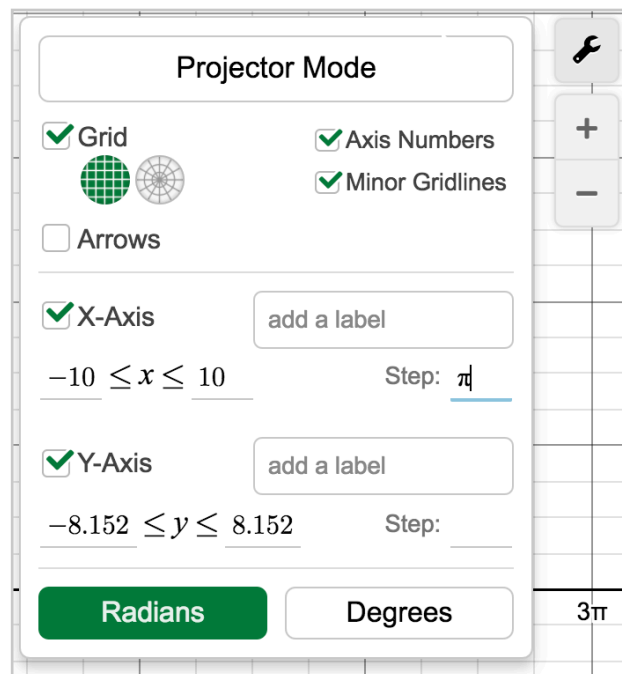 Projector Mode
Grid
Axis Numbers
Minor Gridlines
Arrows
X-Axis add a label
−10 ≤ x ≤ 10 Step: π
Y-Axis add a label
−8.152 ≤ y ≤ 8.152 Step:
Radians Degrees
3π
+
−